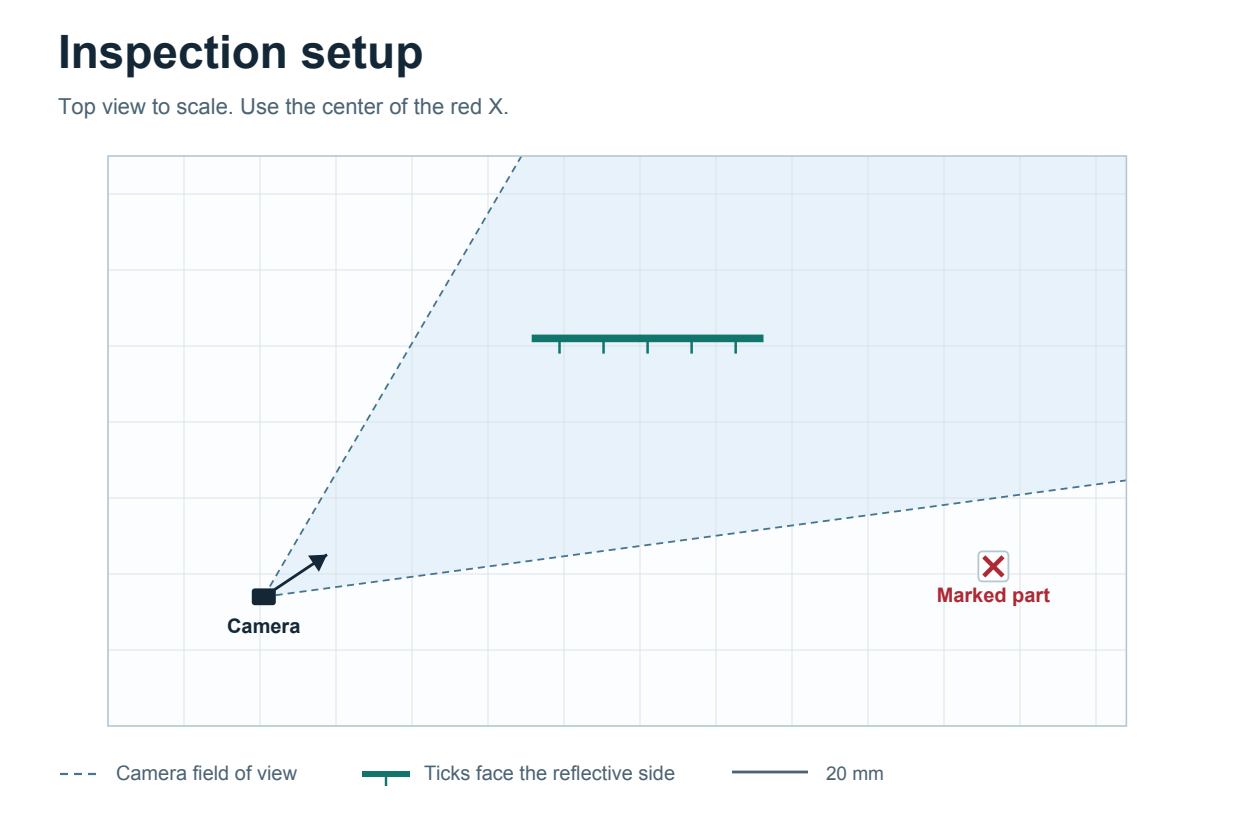 Inspection setup
Top view to scale. Use the center of the red X.
Camera
Marked part
Camera field of view
Ticks face the reflective side
20 mm